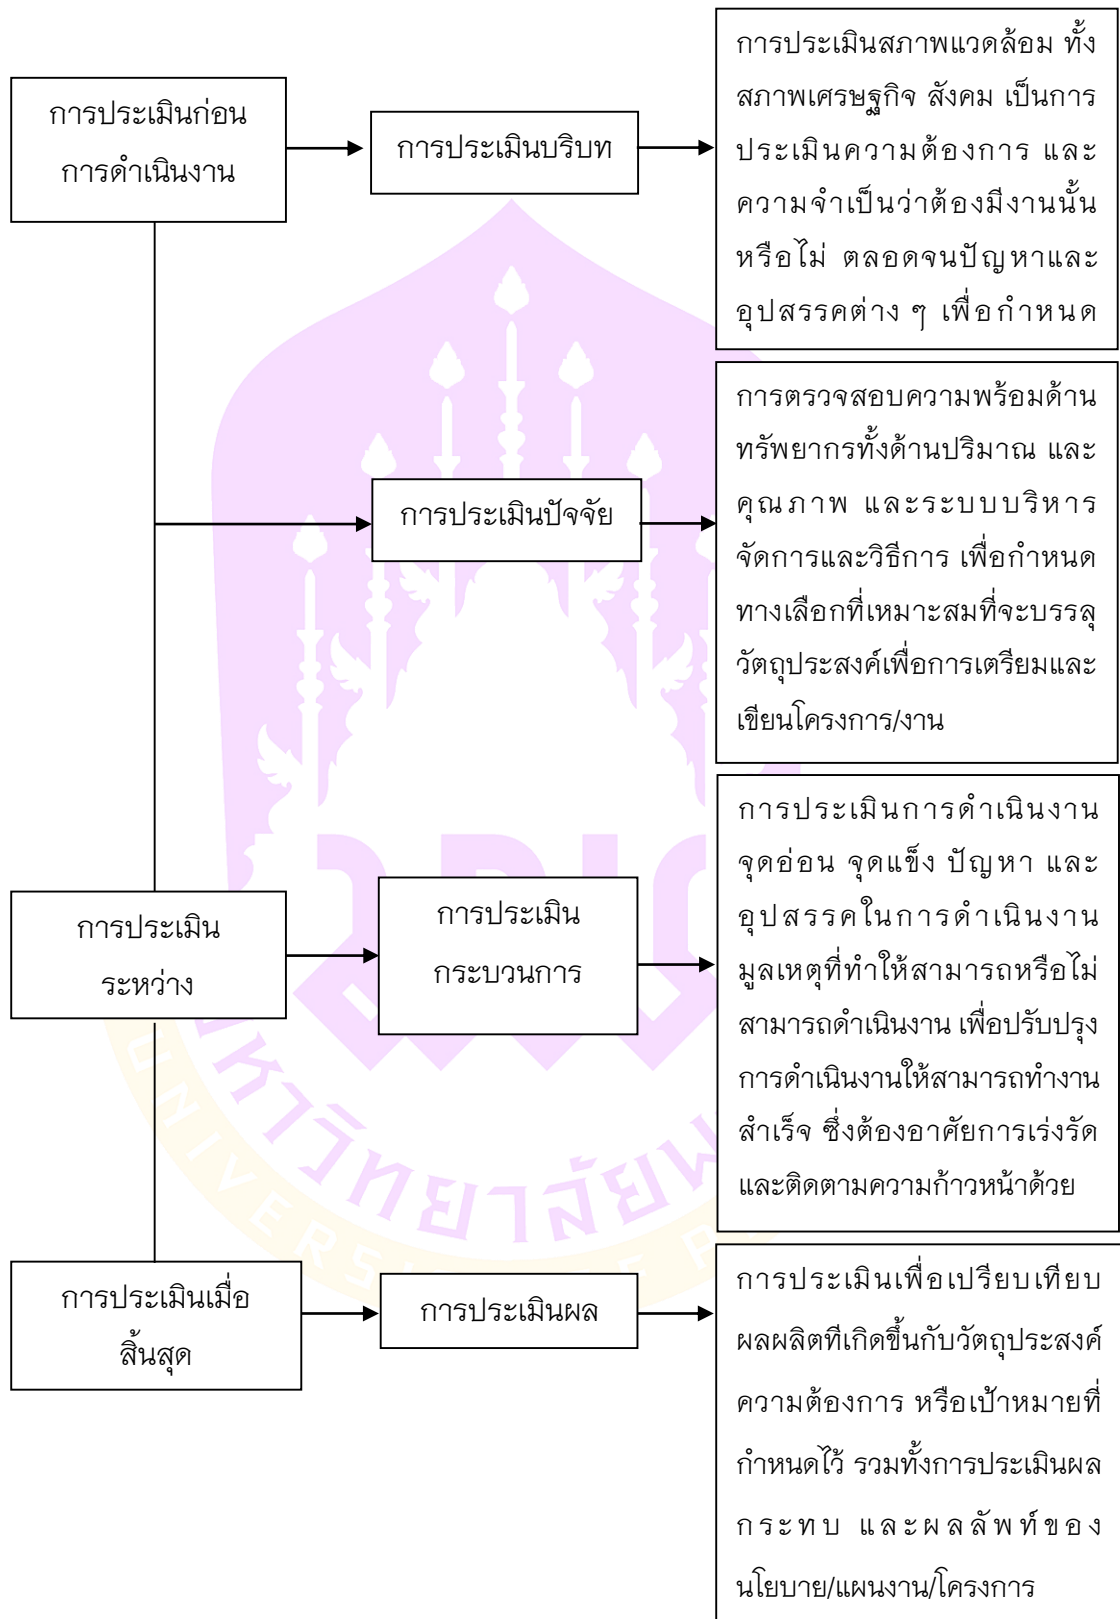 การประเมินก่อน
การดำเนินงาน
การประเมินบริบท
การประเมินสภาพแวดล้อม ทั้ง
สภาพเศรษฐกิจ สังคม เป็นการ
ประเมินความต้องการ และ
ความจำเป็นว่าต้องมีงานนั้น
หรือไม่ ตลอดจนปัญหาและ
อุปสรรคต่าง ๆ เพื่อกำหนด
การประเมินปัจจัย
การตรวจสอบความพร้อมด้าน
ทรัพยากรทั้งด้านปริมาณ และ
คุณภาพ และระบบบริหาร
จัดการและวิธีการ เพื่อกำหนด
ทางเลือกที่เหมาะสมที่จะบรรลุ
วัตถุประสงค์เพื่อการเตรียมและ
เขียนโครงการ/งาน
การประเมิน
ระหว่าง
การประเมิน
กระบวนการ
การประเมินการดำเนินงาน
จุดอ่อน จุดแข็ง ปัญหา และ
อุปสรรคในการดำเนินงาน
มูลเหตุที่ทำให้สามารถหรือไม่
สามารถดำเนินงาน เพื่อปรับปรุง
การดำเนินงานให้สามารถทำงาน
สำเร็จ ซึ่งต้องอาศัยการเร่งรัด
และติดตามความก้าวหน้าด้วย
การประเมินเมื่อ
สิ้นสุด
การประเมินผล
การประเมินเพื่อเปรียบเทียบ
ผลผลิตทีเกิดขึ้นกับวัตถุประสงค์
ความต้องการ หรือเป้าหมายที่
กำหนดไว้ รวมทั้งการประเมินผล
กระทบ และผลลัพท์ของ
นโยบาย/แผนงาน/โครงการ